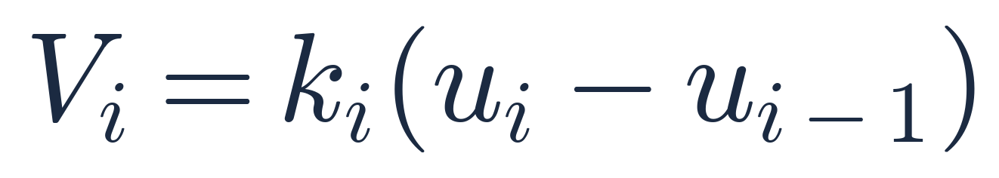 V_i = k_i(u_i − u_{i − 1})